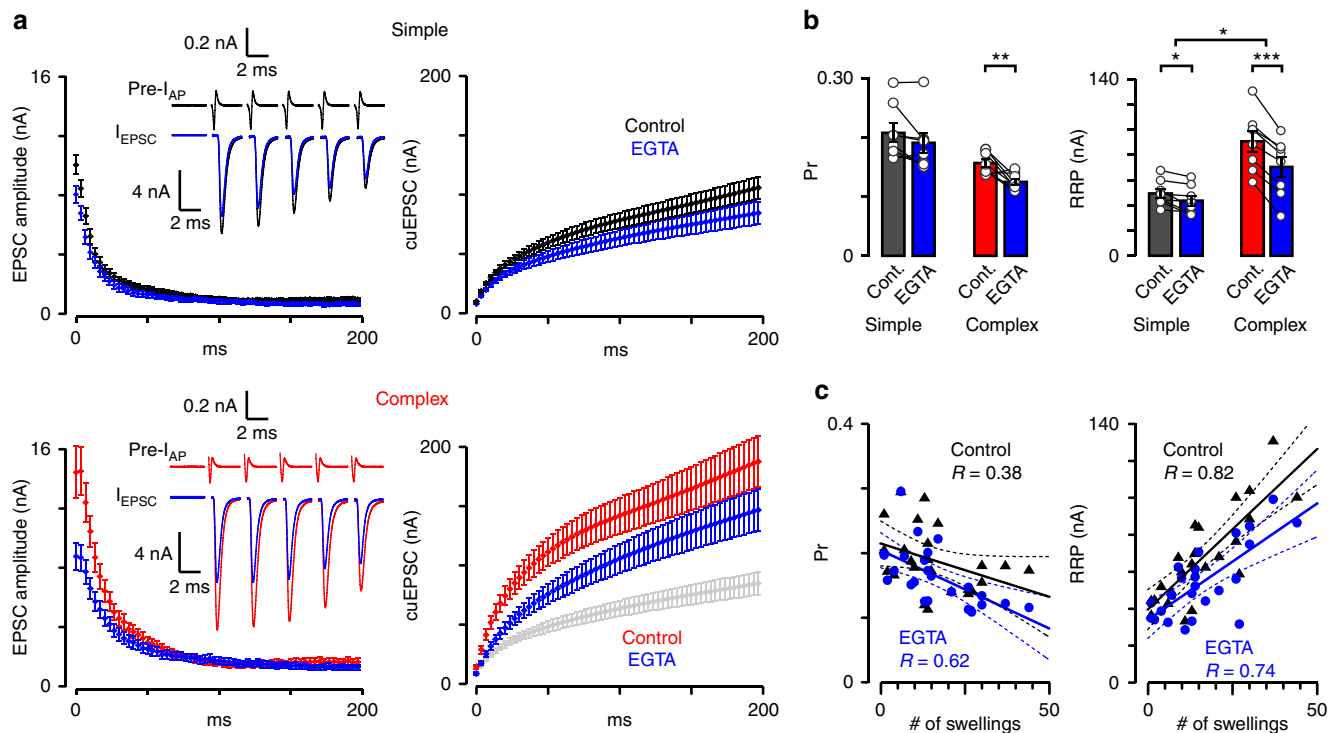 a
Simple
0.2 nA
2 ms
Pre-I_AP
I_EPSC
4 nA
2 ms
EPSC amplitude (nA)
16
0
0
200
ms
cuEPSC (nA)
200
0
Control
EGTA
0
200
ms
Complex
0.2 nA
2 ms
Pre-I_AP
I_EPSC
4 nA
2 ms
EPSC amplitude (nA)
16
0
0
200
ms
cuEPSC (nA)
200
0
Control
EGTA
0
200
ms
b
Pr
0.30
0
**
Cont.
EGTA
Cont.
EGTA
Simple
Complex
RRP (nA)
140
0
*
*
***
Cont.
EGTA
Cont.
EGTA
Simple
Complex
c
Pr
0.4
0
Control
R = 0.38
EGTA
R = 0.62
0
50
# of swellings
RRP (nA)
140
0
Control
R = 0.82
EGTA
R = 0.74
0
50
# of swellings